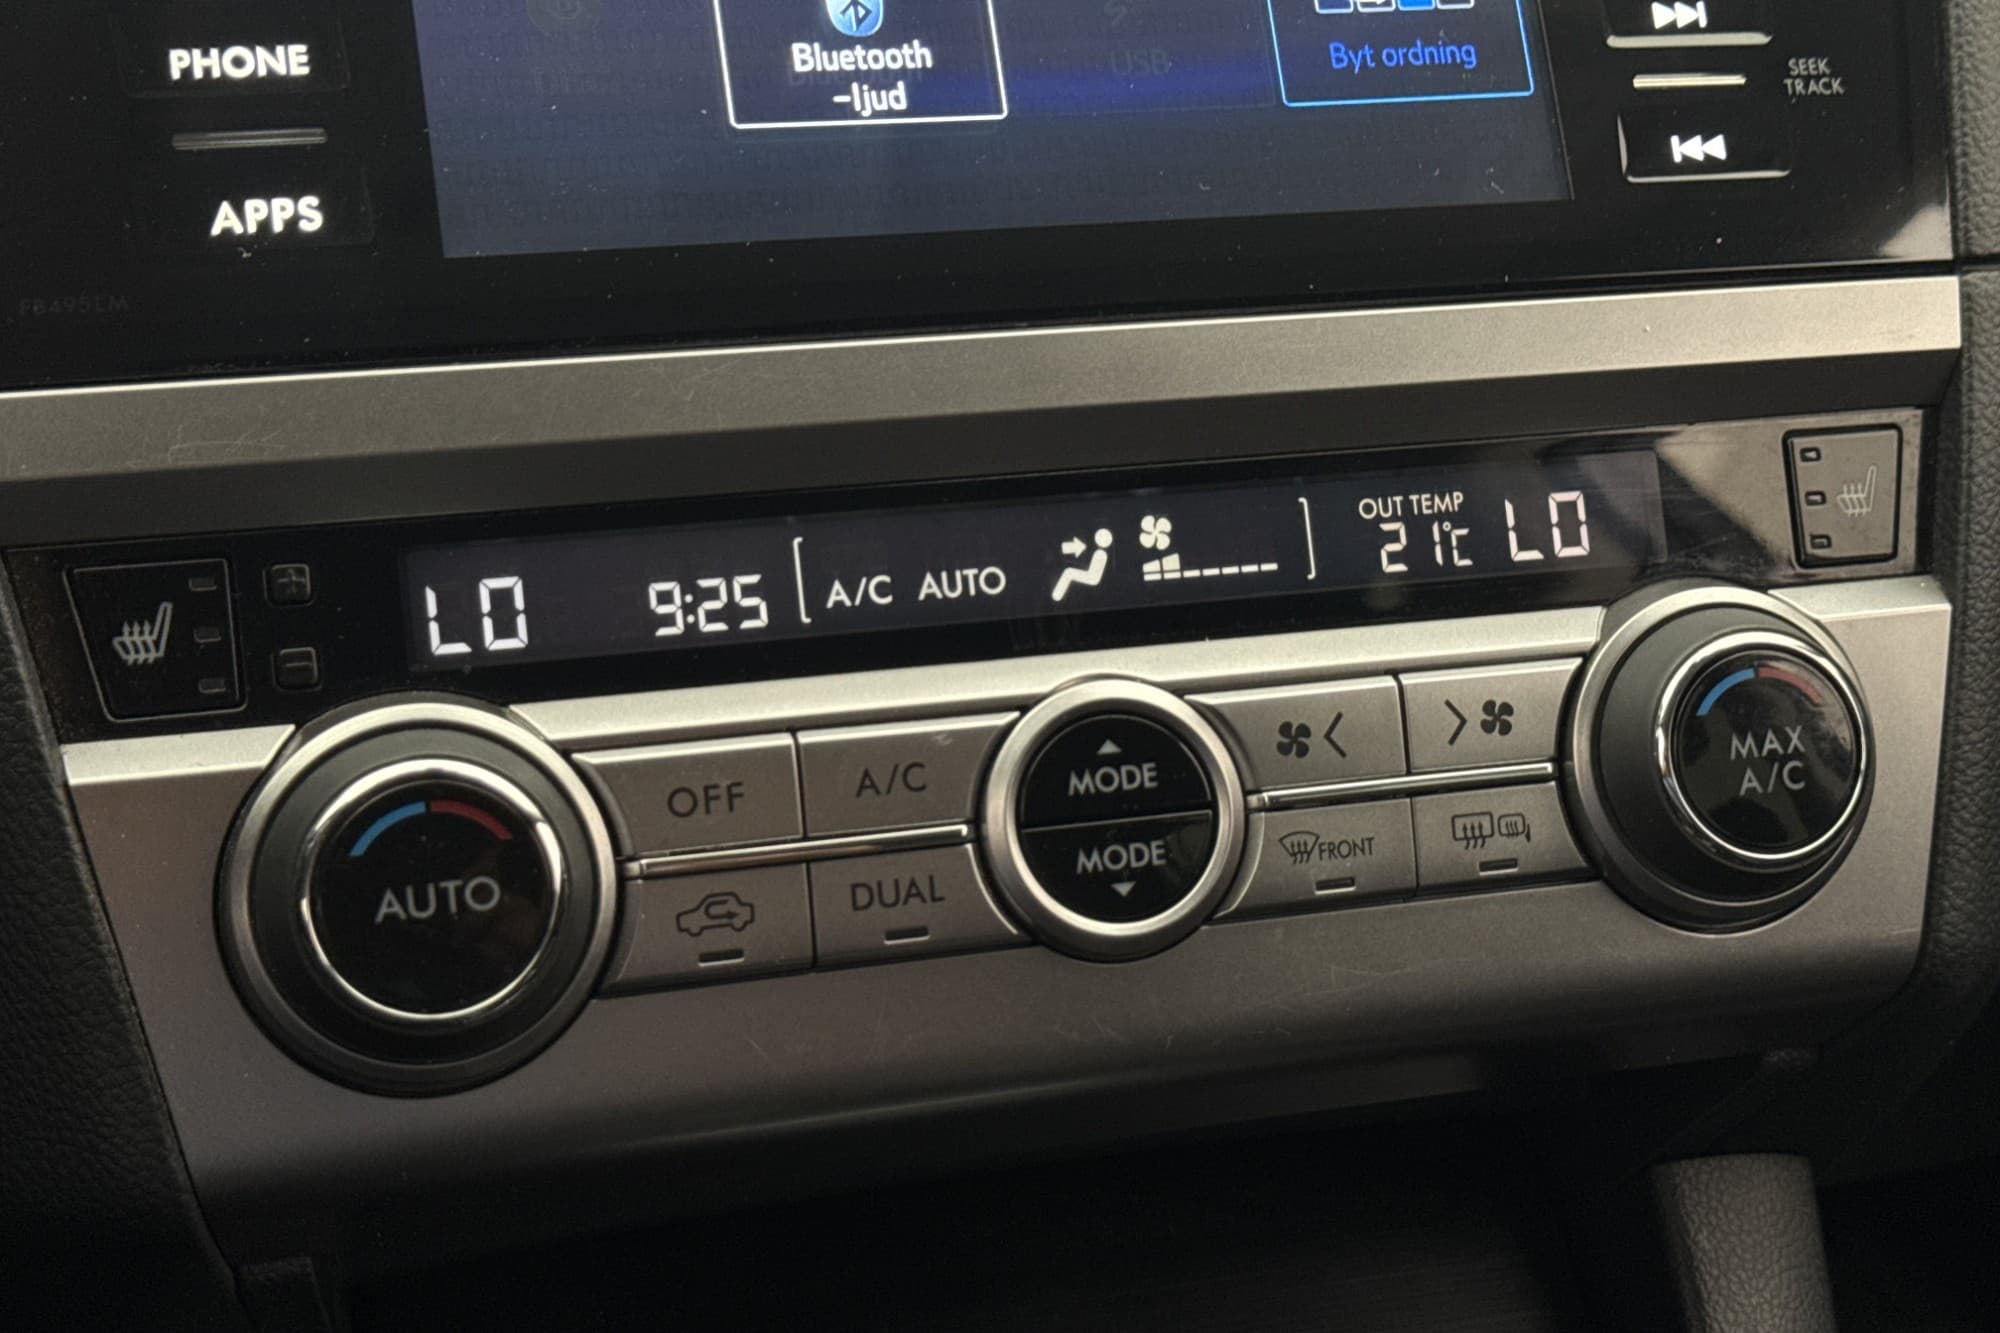 PHONE
APPS
Bluetooth
-ljud
USB
Byt ordning
SEEK
TRACK
LO 9:25 A/C AUTO OUT TEMP 21°C LO
AUTO
OFF
A/C
DUAL
MODE
MODE
FRONT
MAX
A/C